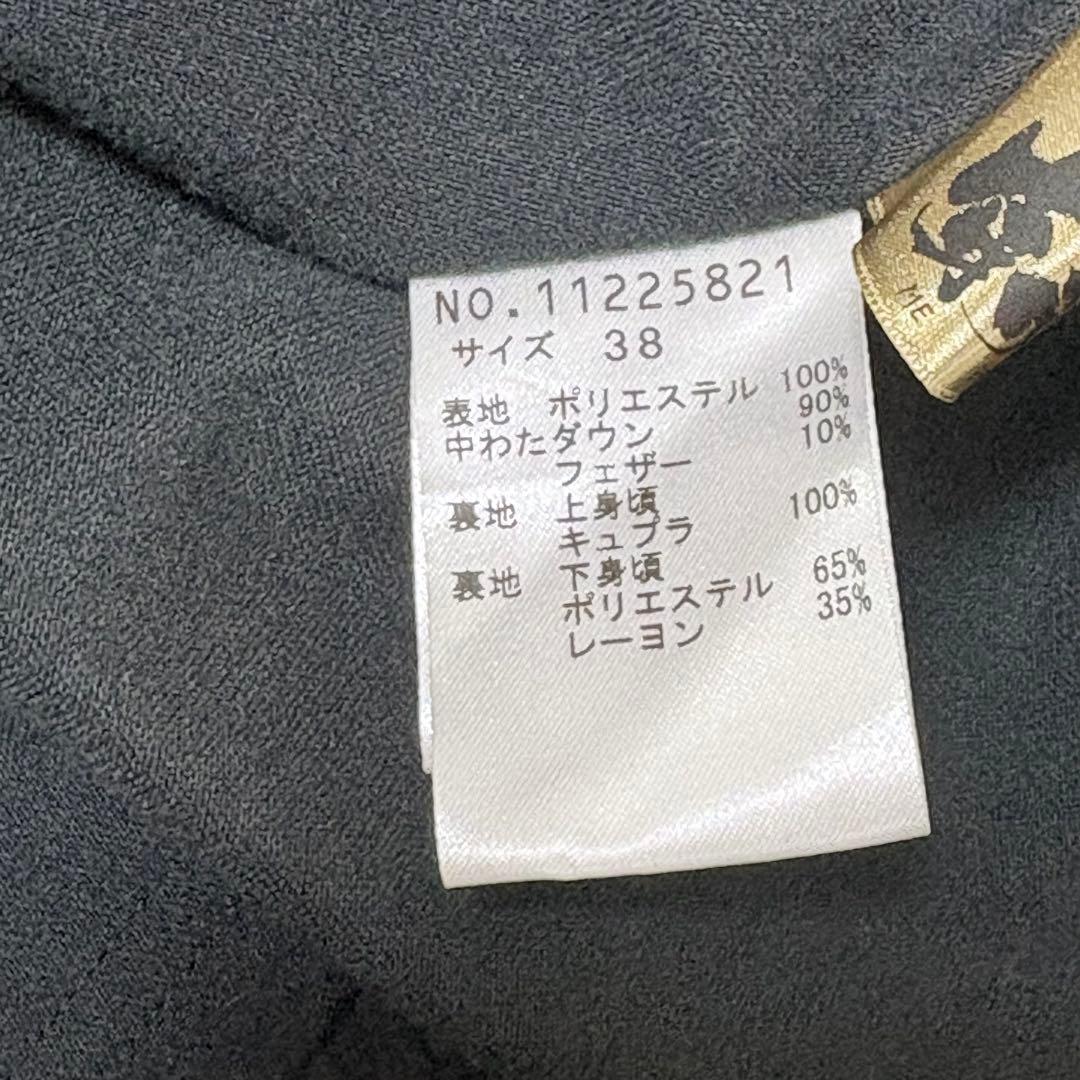 NO.11225821
サイズ 38
表地 ポリエステル 100%
中わたダウン 90%
フェザー 10%
裏地 上身頃
キュプラ 100%
裏地 下身頃
ポリエステル 65%
レーヨン 35%
ME